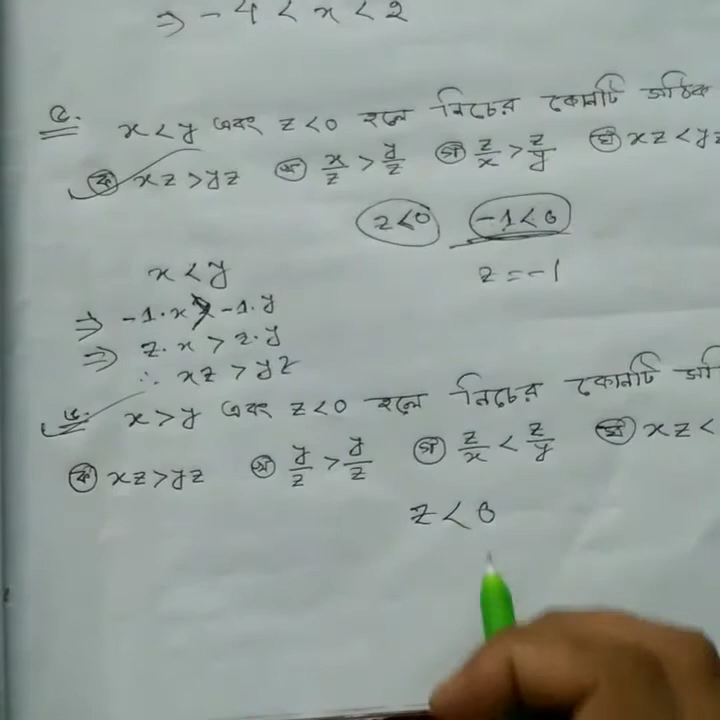 ⇒ -4 < x < 2
৫. x < y এবং z < 0 হলে নিচের কোনটি সঠিক
ক xz > yz খ x/z > y/z গ z/x > z/y ঘ xz < yz
z < 0 -1 < 0
x < y z = -1
⇒ -1.x > -1.y
⇒ z.x > z.y
∴ xz > yz
৬. x > y এবং z < 0 হলে নিচের কোনটি
ক xz > yz খ y/z > y/z গ z/x < z/y ঘ xz <
z < 0